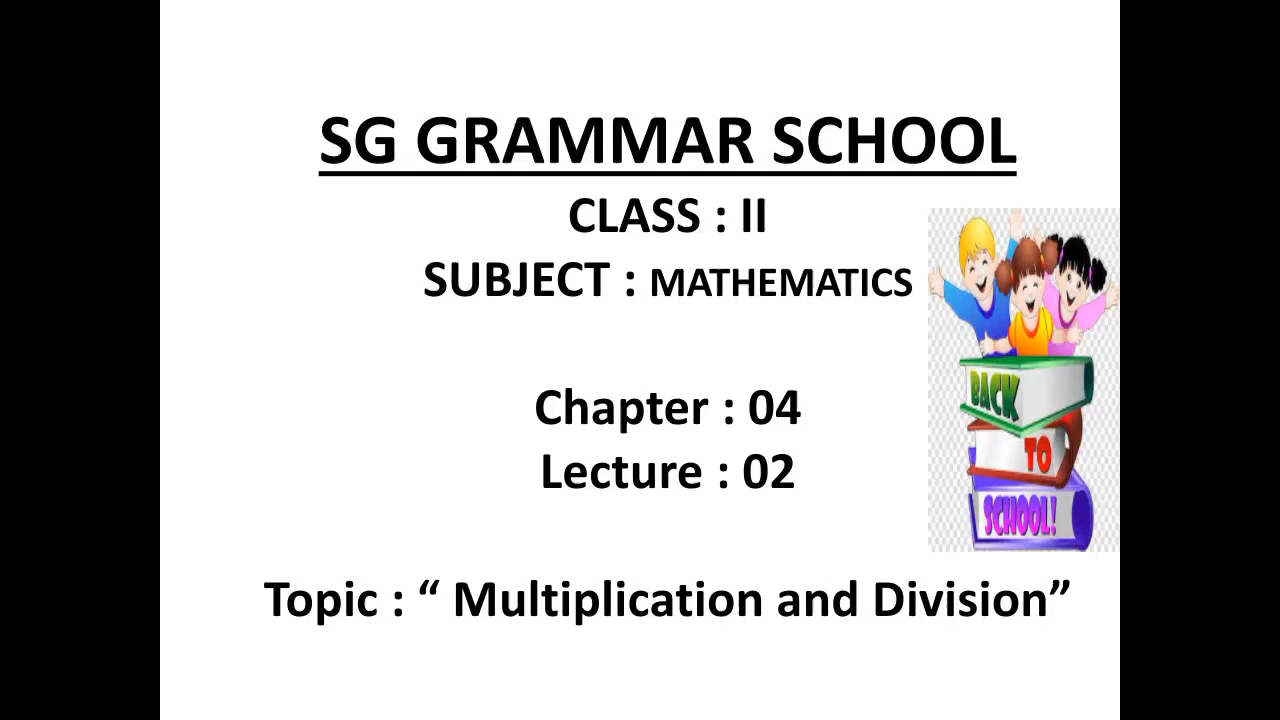 SG GRAMMAR SCHOOL
CLASS : II
SUBJECT : MATHEMATICS
Chapter : 04
Lecture : 02
Topic : “ Multiplication and Division”
BACK
TO
SCHOOL!